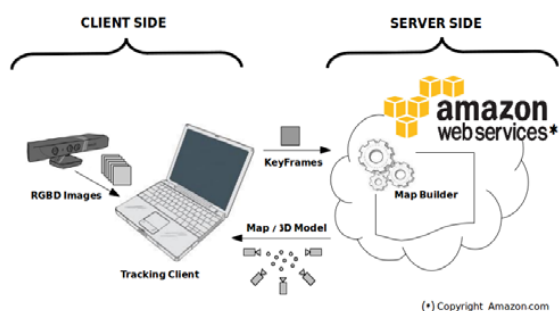 CLIENT SIDE
SERVER SIDE
amazon
web services*
KeyFrames
RGBD Images
Map Builder
Map / 3D Model
Tracking Client
(*) Copyright Amazon.com